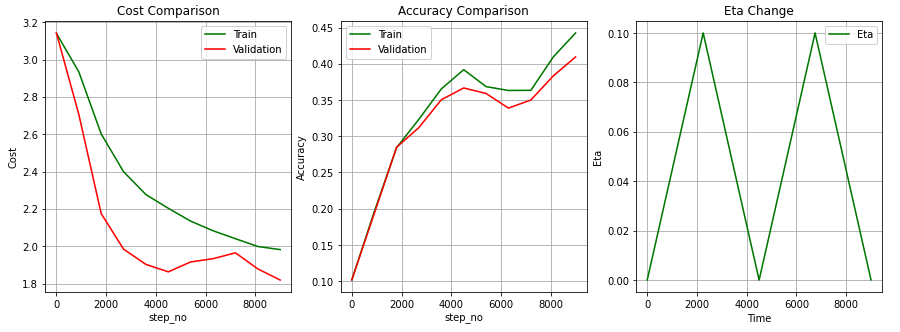 Cost Comparison
3.2
3.0
2.8
2.6
2.4
2.2
2.0
1.8
Cost
Train
Validation
0
2000
4000
6000
8000
step_no
Accuracy Comparison
0.45
0.40
0.35
0.30
0.25
0.20
0.15
0.10
Accuracy
Train
Validation
0
2000
4000
6000
8000
step_no
Eta Change
0.10
0.08
0.06
0.04
0.02
0.00
Eta
Eta
0
2000
4000
6000
8000
Time